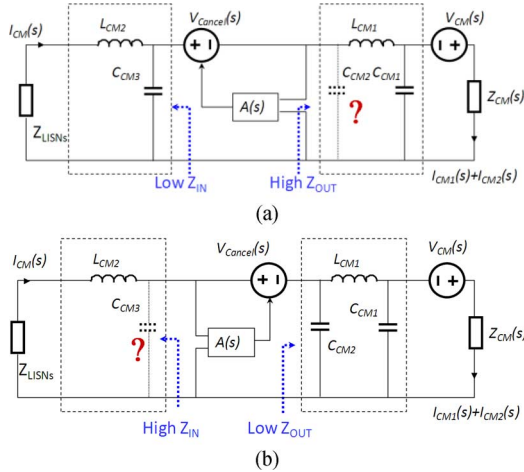 I_CM(s) L_CM2 V_Cancel(s) L_CM1 V_CM(s)
C_CM3 C_CM2 C_CM1
Z_LISNs A(s) ? Z_CM(s)
Low Z_IN High Z_OUT I_CM1(s)+I_CM2(s)
(a)
I_CM(s) L_CM2 V_Cancel(s) L_CM1 V_CM(s)
C_CM3 C_CM1
Z_LISNs ? A(s) C_CM2 Z_CM(s)
High Z_IN Low Z_OUT I_CM1(s)+I_CM2(s)
(b)